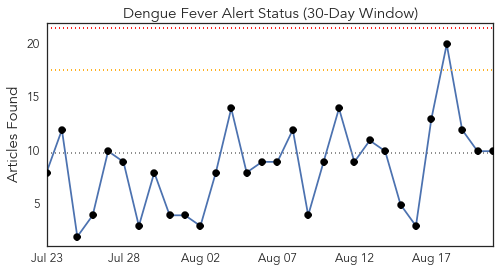 Dengue Fever Alert Status (30-Day Window)
Articles Found
20
15
10
5
Jul 23 Jul 28 Aug 02 Aug 07 Aug 12 Aug 17